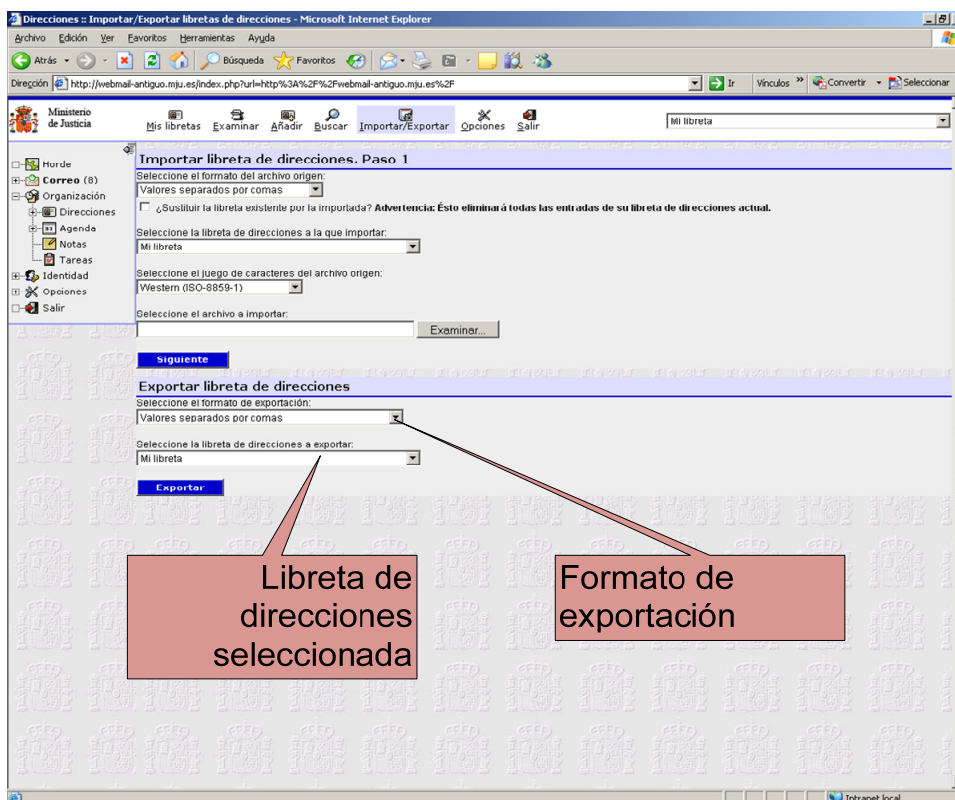 Direcciones :: Importar/Exportar libretas de direcciones - Microsoft Internet Explorer
Archivo Edición Ver Favoritos Herramientas Ayuda
Atrás Búsqueda Favoritos
Dirección http://webmail-antiguo.mju.es/index.php?url=http%3A%2F%2Fwebmail-antiguo.mju.es%2F Ir Vínculos » Convertir Seleccionar
Ministerio
de Justicia
Mis libretas Examinar Añadir Buscar Importar/Exportar Opciones Salir
Mi libreta
Horde
Correo (8)
Organización
Direcciones
Agenda
Notas
Tareas
Identidad
Opciones
Salir
Importar libreta de direcciones. Paso 1
Seleccione el formato del archivo origen:
Valores separados por comas
¿Sustituir la libreta existente por la importada? Advertencia: Ésto eliminará todas las entradas de su libreta de direcciones actual.
Seleccione la libreta de direcciones a la que importar:
Mi libreta
Seleccione el juego de caracteres del archivo origen:
Western (ISO-8859-1)
Seleccione el archivo a importar:
Examinar...
Siguiente
Exportar libreta de direcciones
Seleccione el formato de exportación:
Valores separados por comas
Seleccione la libreta de direcciones a exportar:
Mi libreta
Exportar
Libreta de
direcciones
seleccionada
Formato de
exportación
Intranet local